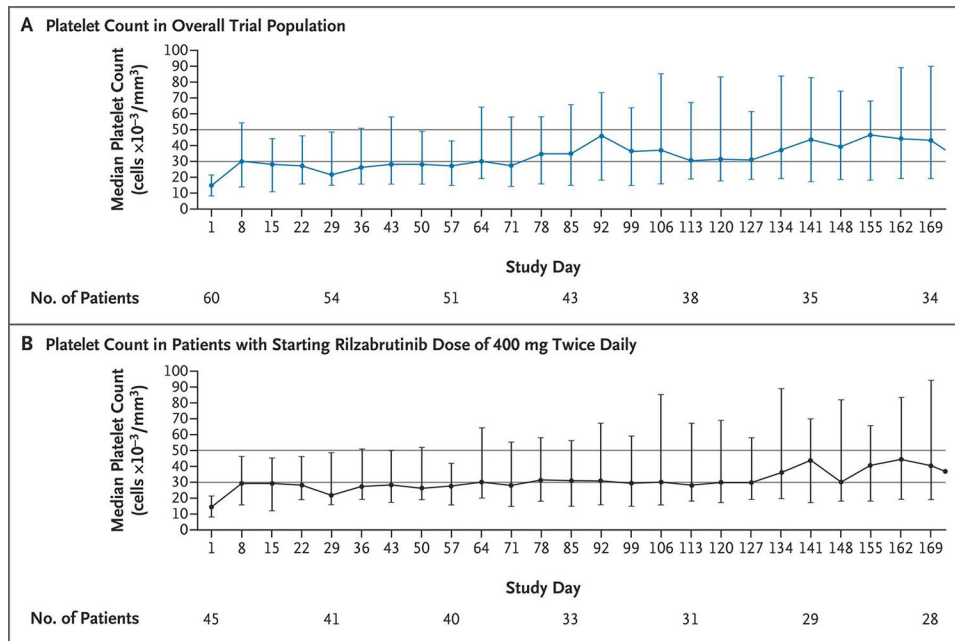 A Platelet Count in Overall Trial Population
Median Platelet Count
(cells ×10⁻³/mm³)
100
90
80
70
60
50
40
30
20
10
0
1 8 15 22 29 36 43 50 57 64 71 78 85 92 99 106 113 120 127 134 141 148 155 162 169
Study Day
No. of Patients 60 54 51 43 38 35 34
B Platelet Count in Patients with Starting Rilzabrutinib Dose of 400 mg Twice Daily
Median Platelet Count
(cells ×10⁻³/mm³)
100
90
80
70
60
50
40
30
20
10
0
1 8 15 22 29 36 43 50 57 64 71 78 85 92 99 106 113 120 127 134 141 148 155 162 169
Study Day
No. of Patients 45 41 40 33 31 29 28